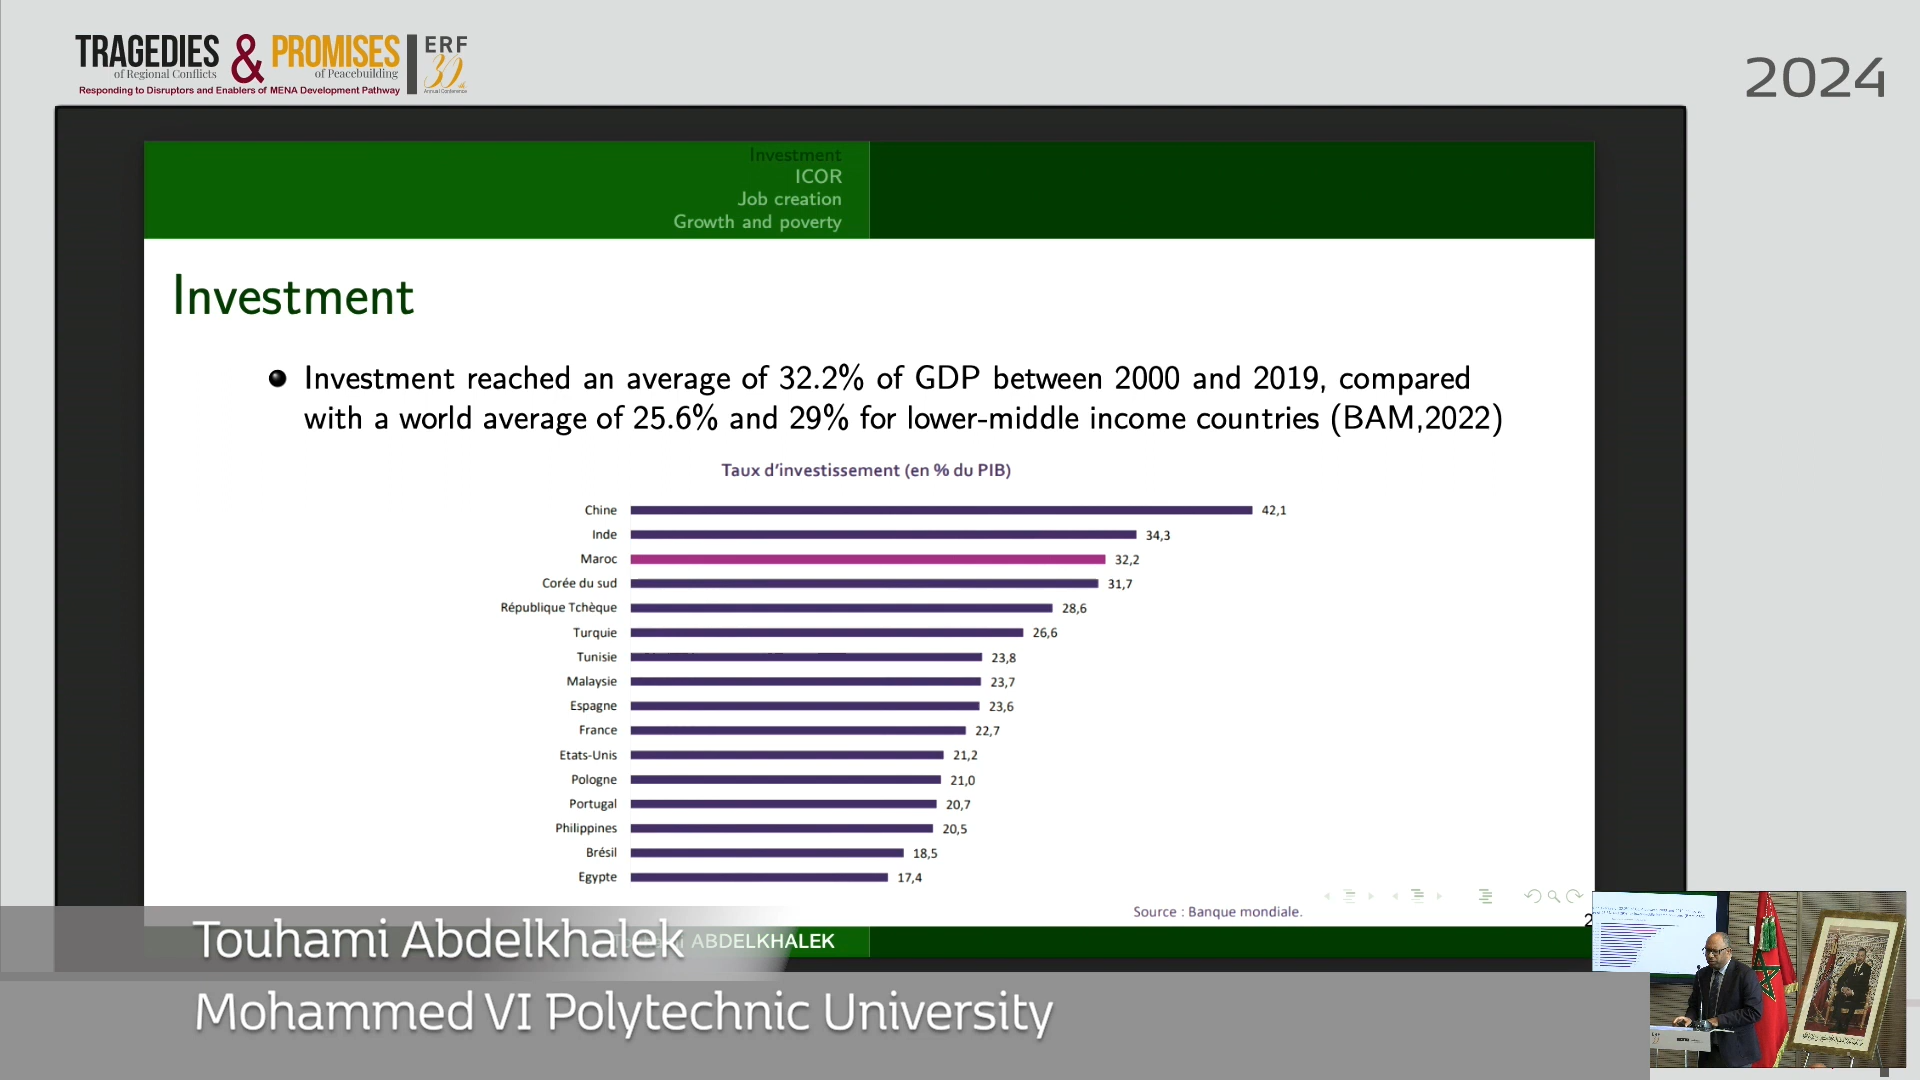 TRAGEDIES & PROMISES
of Regional Conflicts of Peacebuilding
Responding to Disruptors and Enablers of MENA Development Pathway
ERF
30th
Annual Conference
2024
Investment
ICOR
Job creation
Growth and poverty
Investment
Investment reached an average of 32.2% of GDP between 2000 and 2019, compared
with a world average of 25.6% and 29% for lower-middle income countries (BAM,2022)
Taux d'investissement (en % du PIB)
Chine 42,1
Inde 34,3
Maroc 32,2
Corée du sud 31,7
République Tchèque 28,6
Turquie 26,6
Tunisie 23,8
Malaysie 23,7
Espagne 23,6
France 22,7
Etats-Unis 21,2
Pologne 21,0
Portugal 20,7
Philippines 20,5
Brésil 18,5
Egypte 17,4
Source : Banque mondiale.
2
Touhami Abdelkhalek
ABDELKHALEK
Mohammed VI Polytechnic University
ERF